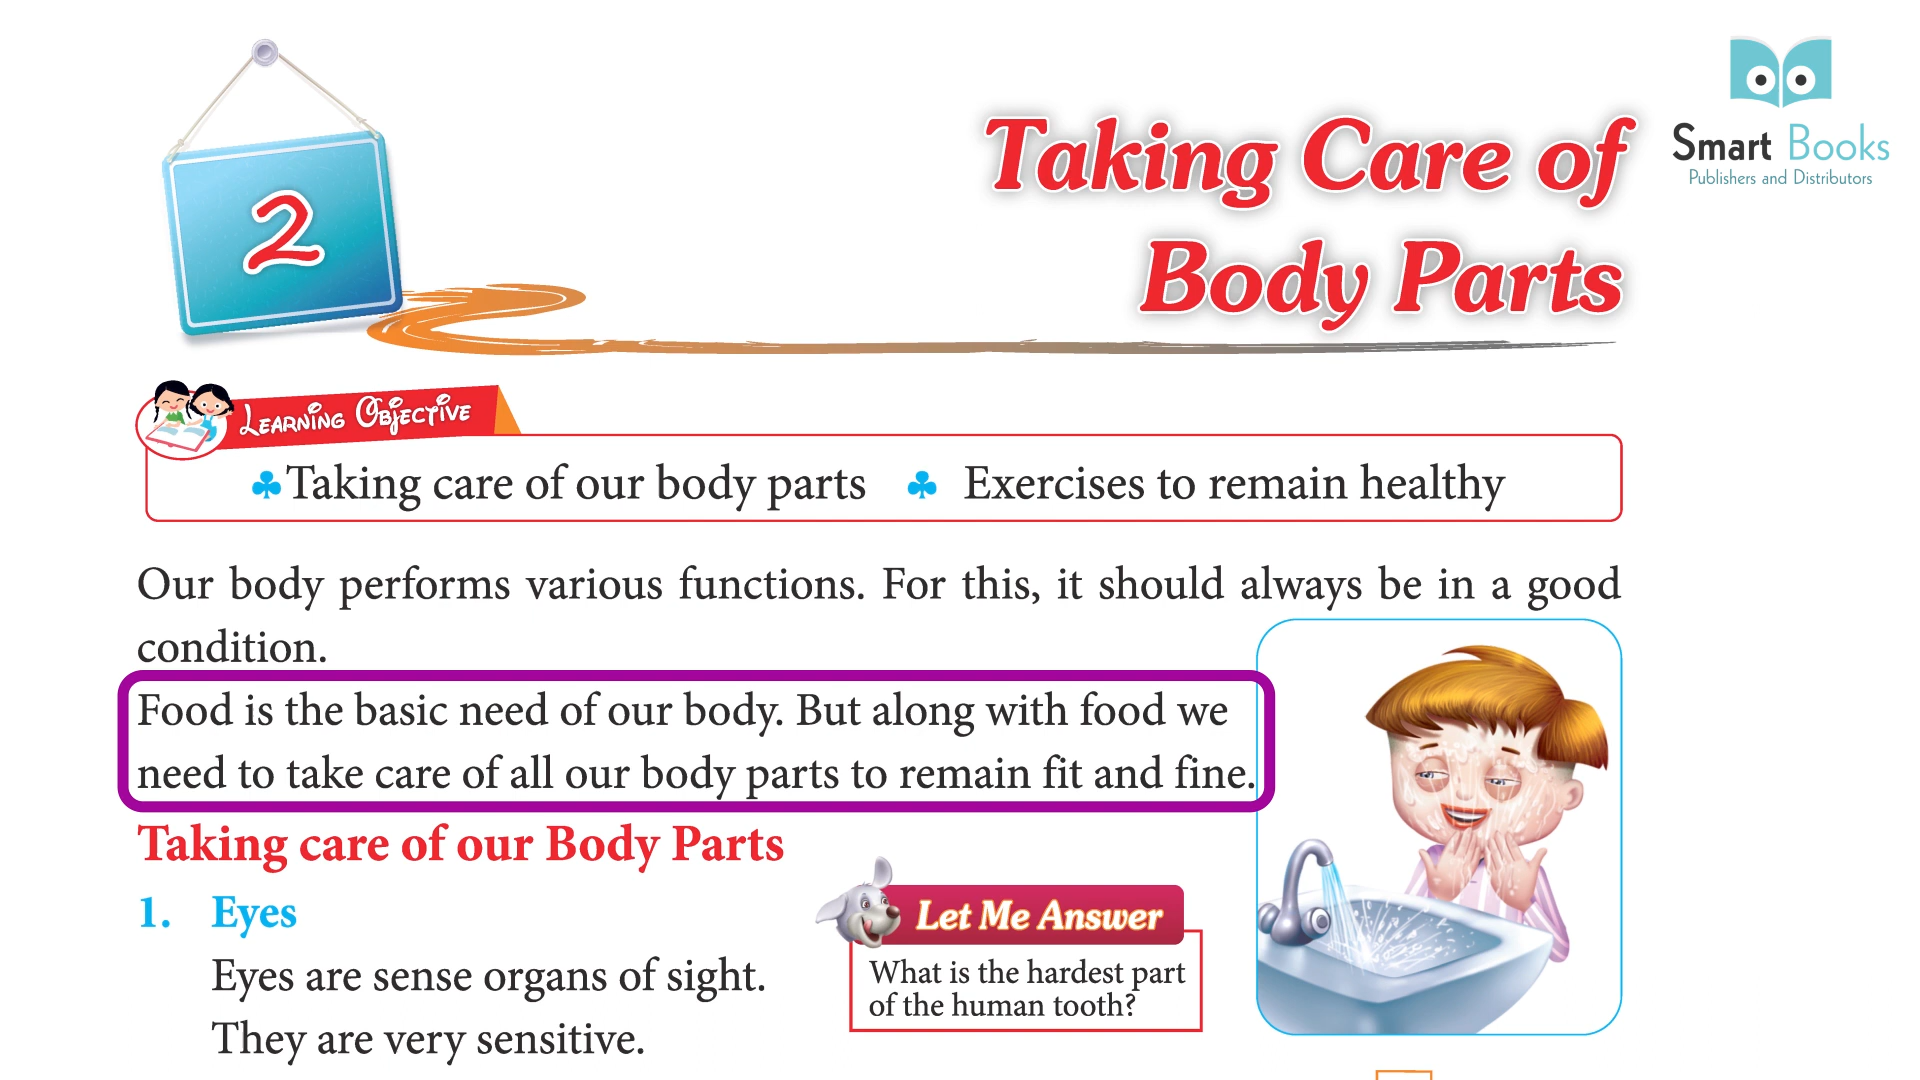 2
Taking Care of
Body Parts
Smart Books
Publishers and Distributors
Learning Objective
♣ Taking care of our body parts ♣ Exercises to remain healthy
Our body performs various functions. For this, it should always be in a good
condition.
Food is the basic need of our body. But along with food we
need to take care of all our body parts to remain fit and fine.
Taking care of our Body Parts
1. Eyes
Eyes are sense organs of sight.
They are very sensitive.
Let Me Answer
What is the hardest part
of the human tooth?